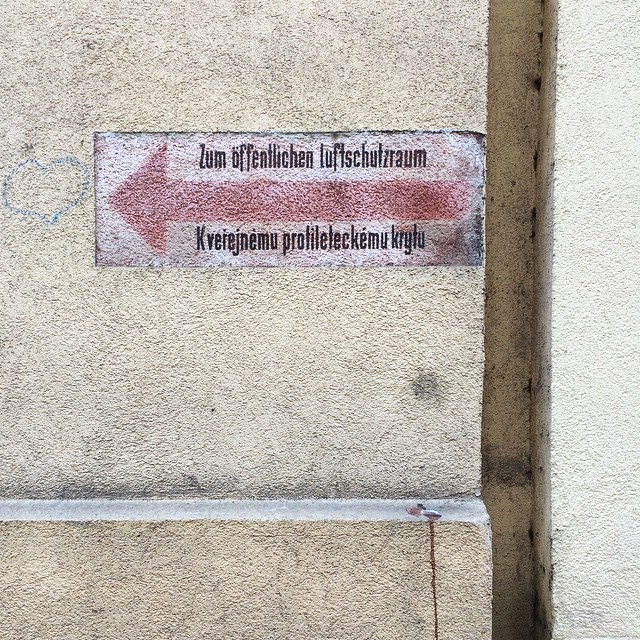 Zum öffentlichen Luftschutzraum
K veřejnému protileteckému krytu